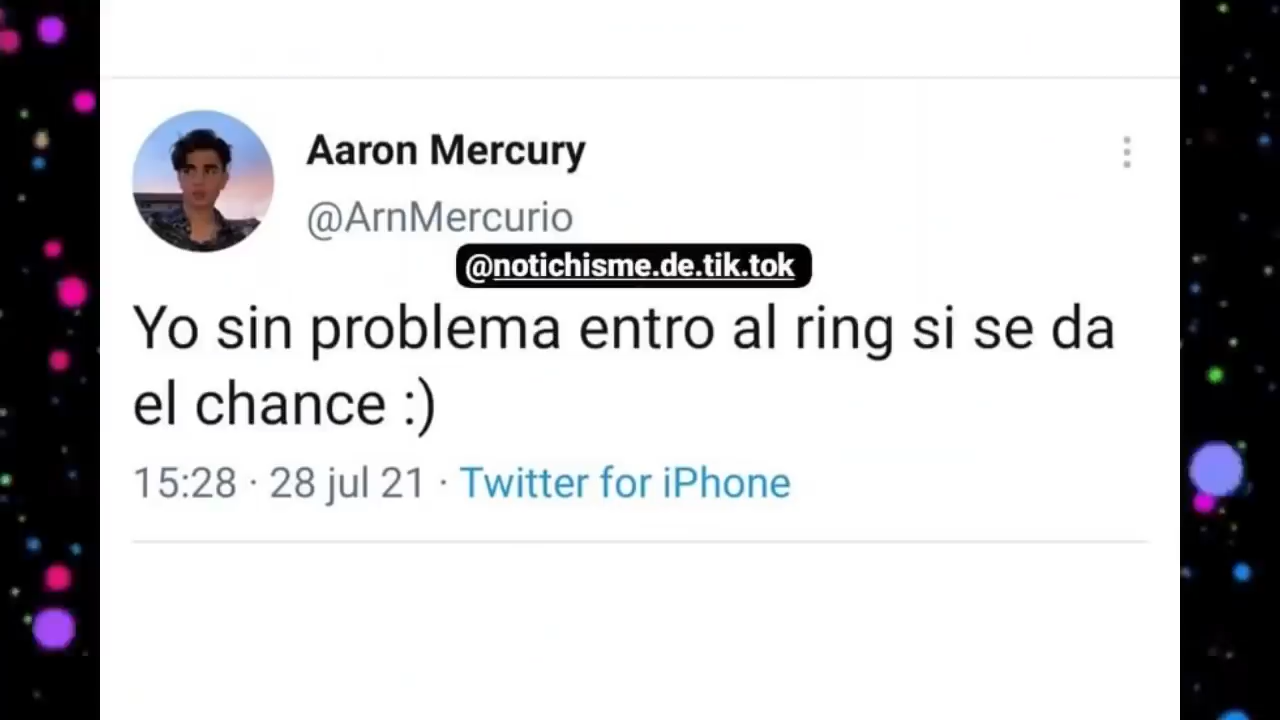 Aaron Mercury
@ArnMercurio
@notichisme.de.tik.tok
Yo sin problema entro al ring si se da
el chance :)
15:28 · 28 jul 21 · Twitter for iPhone